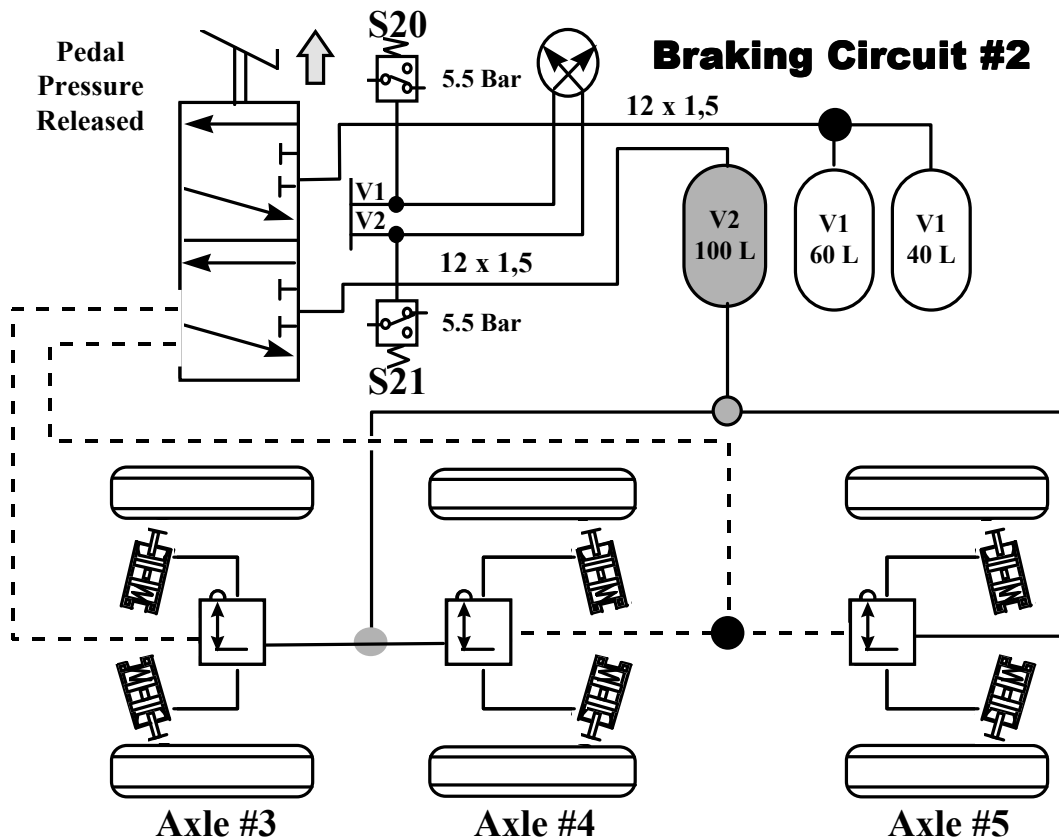 S20
Pedal
Pressure
Released
5.5 Bar
Braking Circuit #2
12 x 1,5
V1
V2
V2
100 L
V1
60 L
V1
40 L
12 x 1,5
5.5 Bar
S21
Axle #3
Axle #4
Axle #5